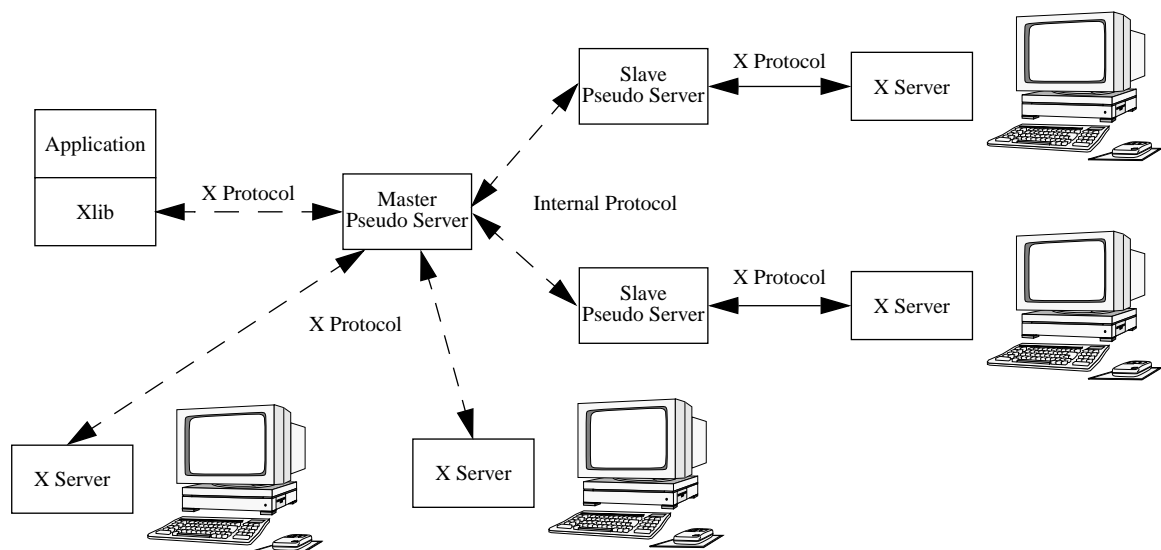 Slave
Pseudo Server
X Protocol
X Server
Application
Xlib
X Protocol
Master
Pseudo Server
Internal Protocol
Slave
Pseudo Server
X Protocol
X Server
X Protocol
X Server
X Server